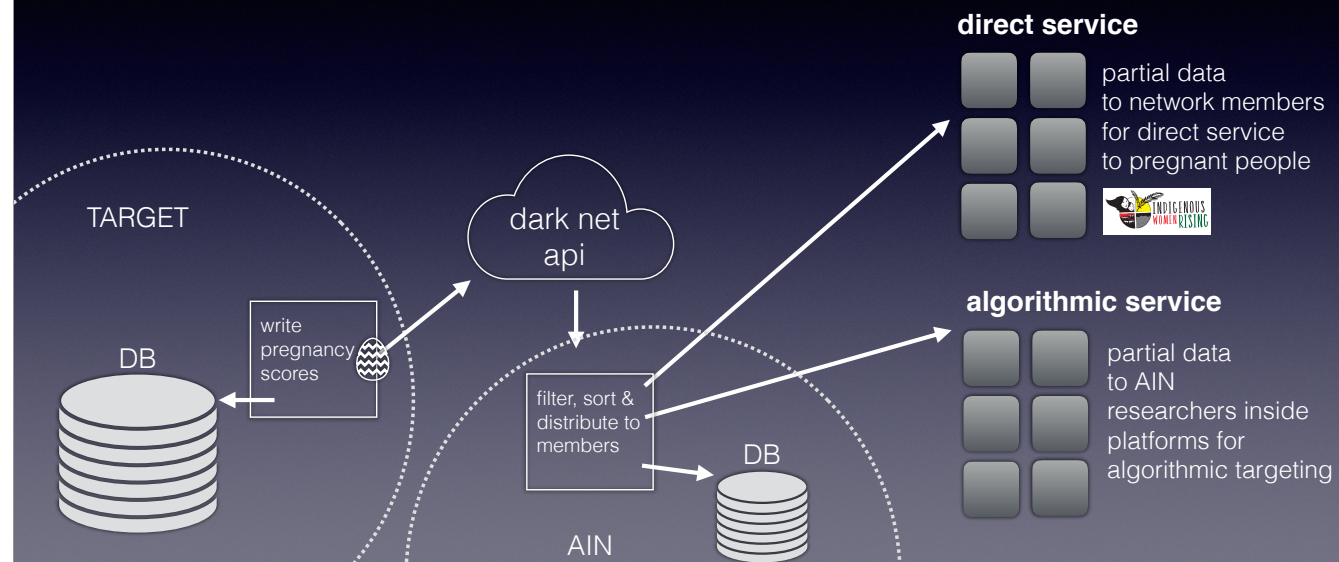 direct service
partial data
to network members
for direct service
to pregnant people
INDIGENOUS
WOMEN RISING
TARGET
dark net
api
write
pregnancy
scores
DB
algorithmic service
partial data
to AIN
researchers inside
platforms for
algorithmic targeting
filter, sort &
distribute to
members
DB
AIN